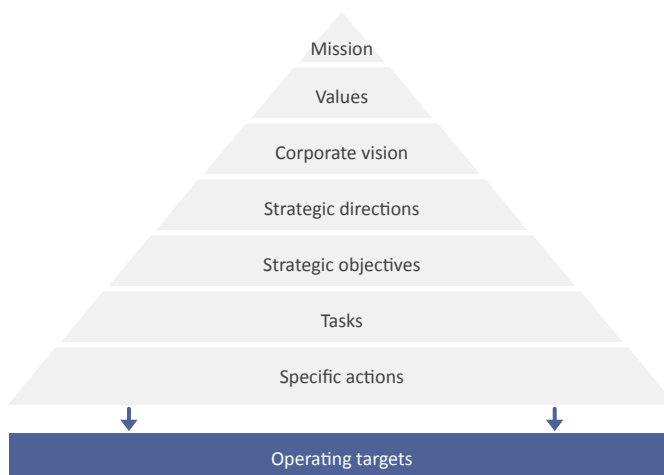 Mission
Values
Corporate vision
Strategic directions
Strategic objectives
Tasks
Specific actions
Operating targets